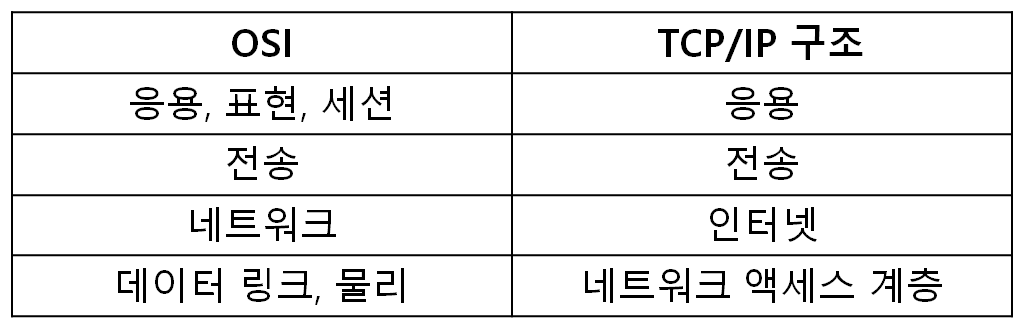 OSI TCP/IP 구조
응용, 표현, 세션 응용
전송 전송
네트워크 인터넷
데이터 링크, 물리 네트워크 액세스 계층